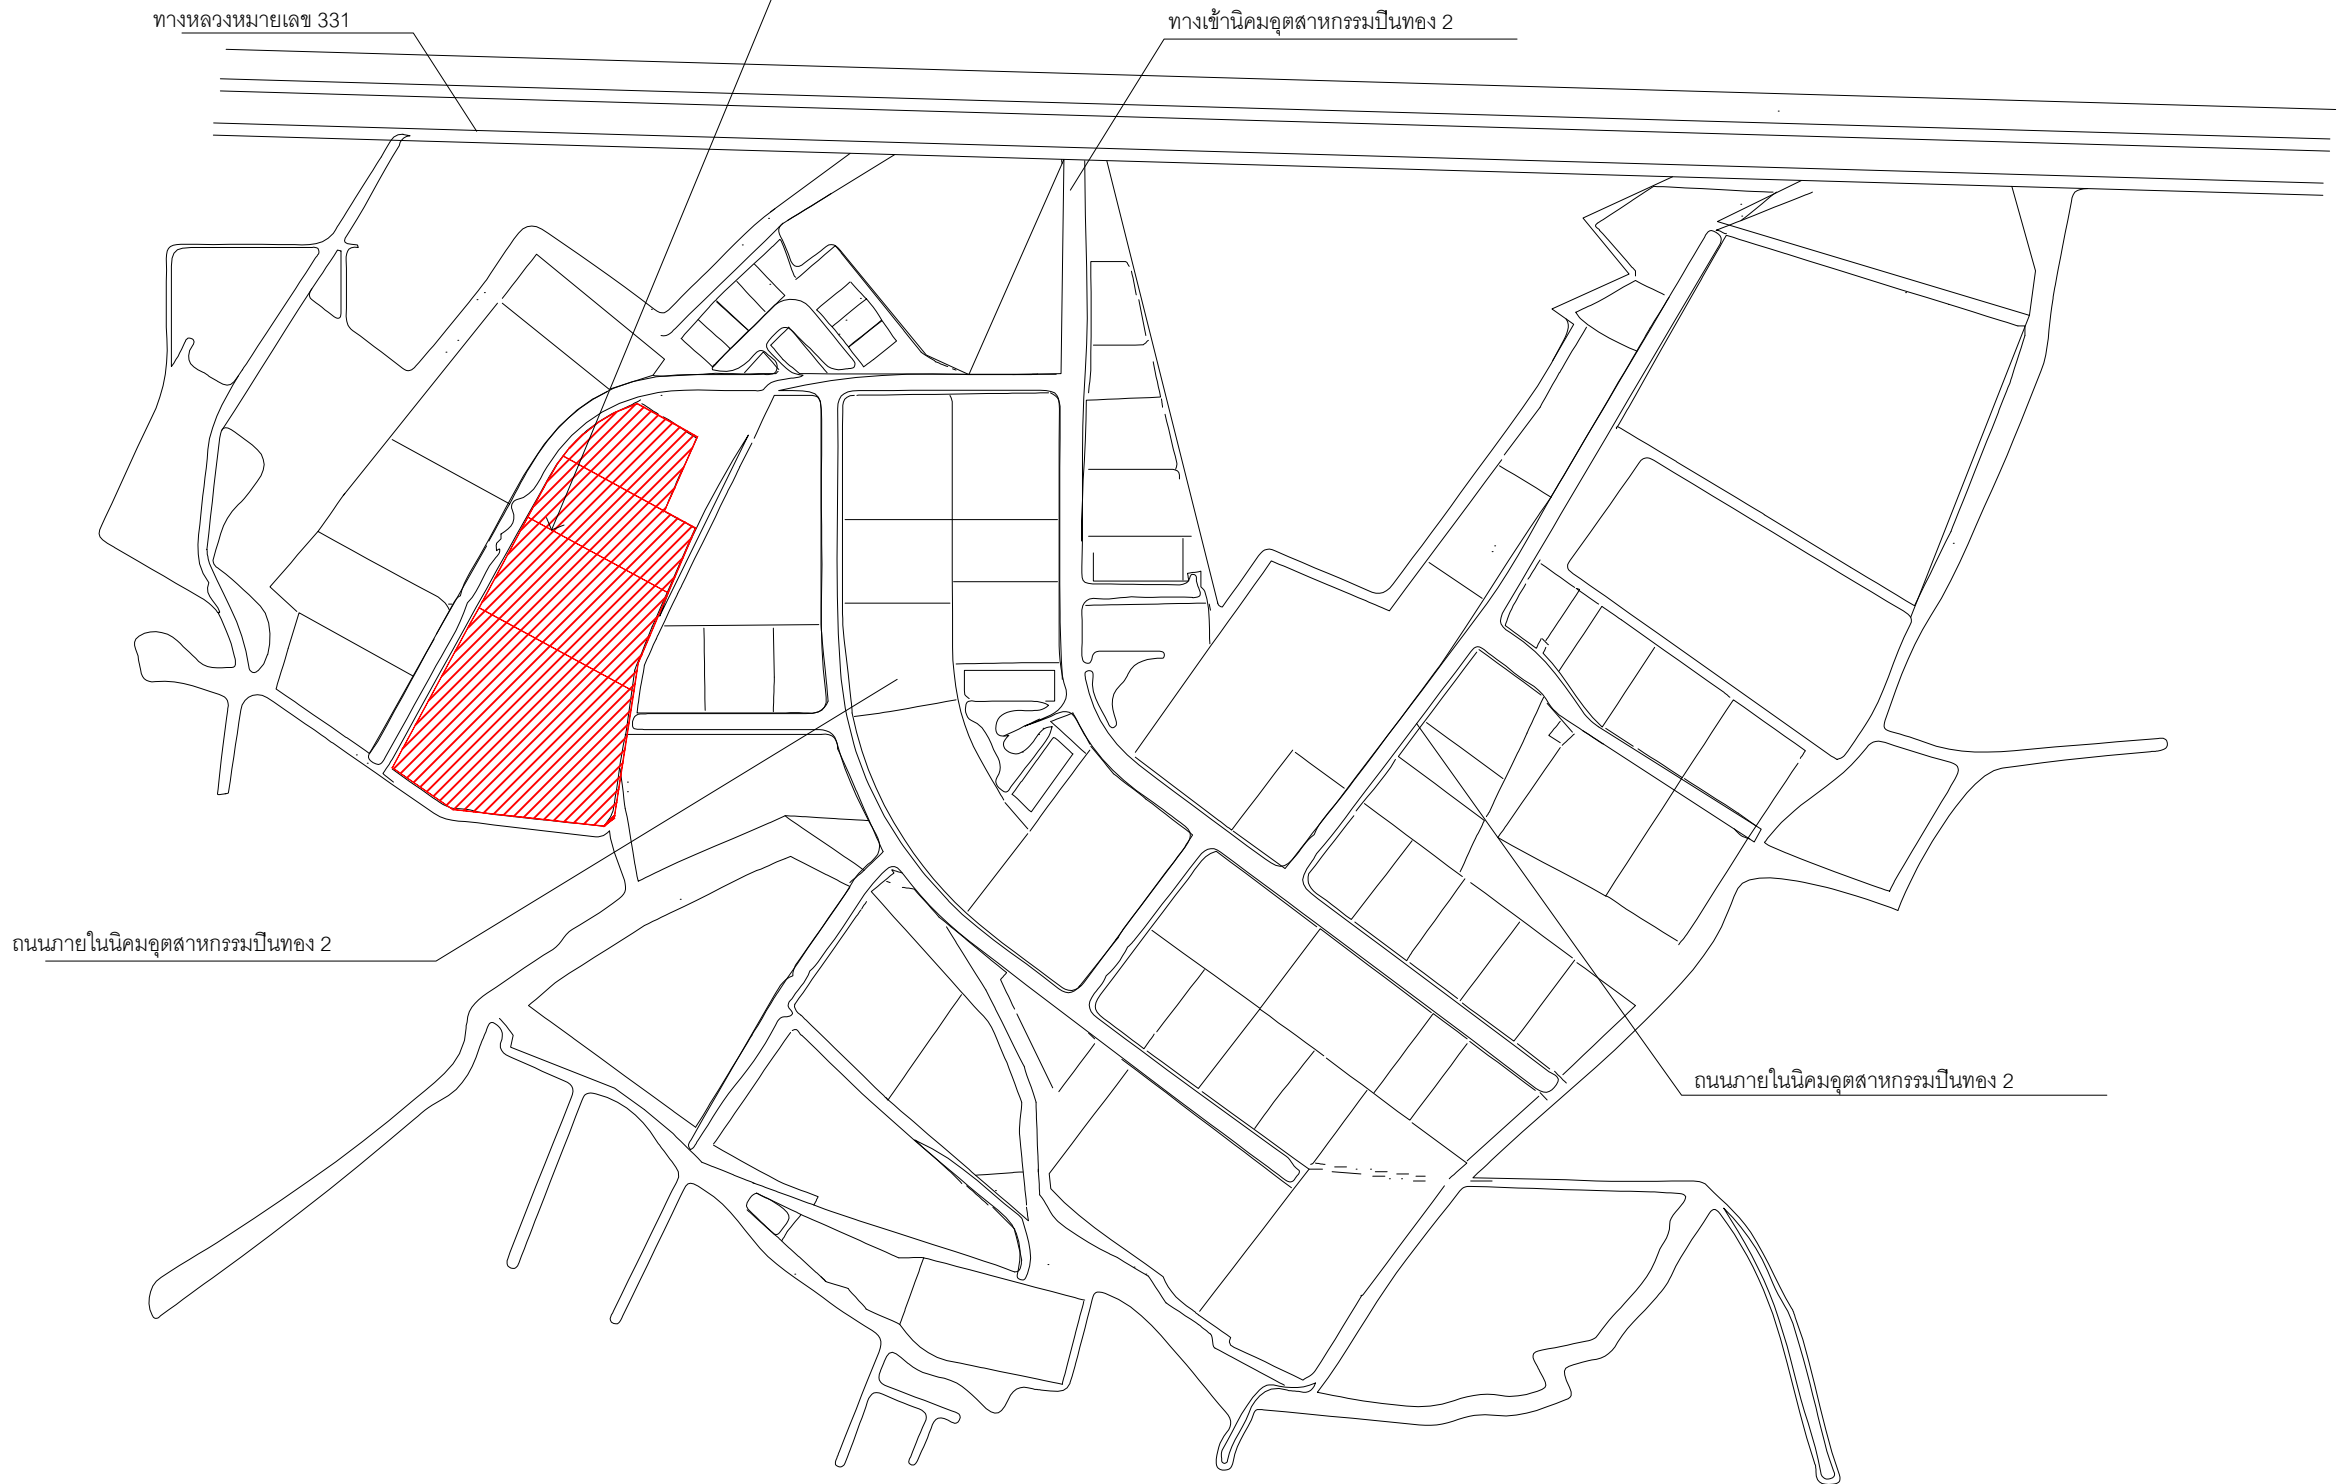 ทางหลวงหมายเลข 331
ทางเข้านิคมอุตสาหกรรมปิ่นทอง 2
ถนนภายในนิคมอุตสาหกรรมปิ่นทอง 2
ถนนภายในนิคมอุตสาหกรรมปิ่นทอง 2